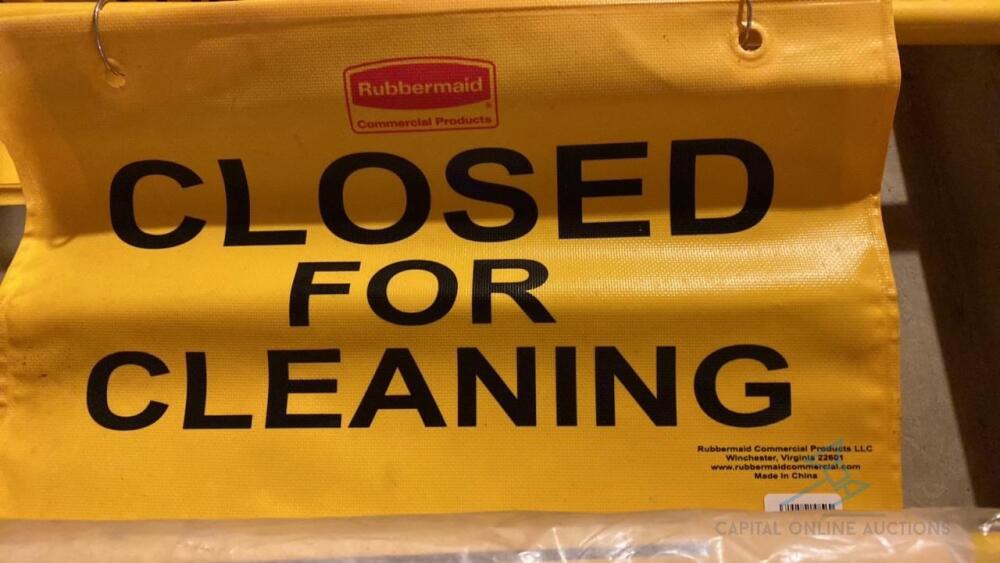 Rubbermaid
Commercial Products
CLOSED
FOR
CLEANING
Rubbermaid Commercial Products LLC
Winchester, Virginia 22601
www.rubbermaidcommercial.com
Made in China
CAPITAL ONLINE AUCTIONS